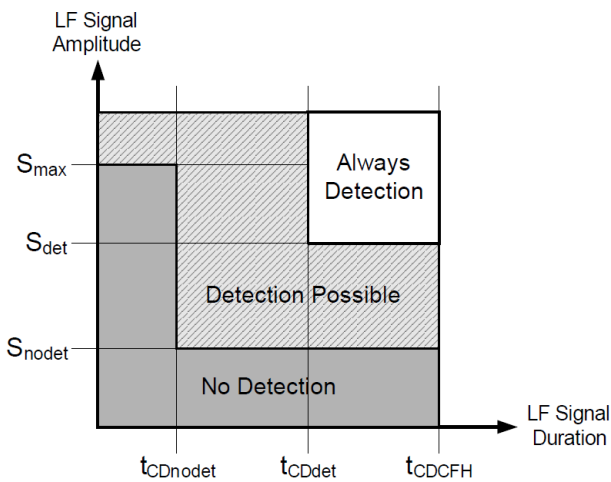 LF Signal
Amplitude
Smax
Always
Detection
Sdet
Detection Possible
Snodet
No Detection
LF Signal
Duration
tCDnodet
tCDdet
tCDCFH